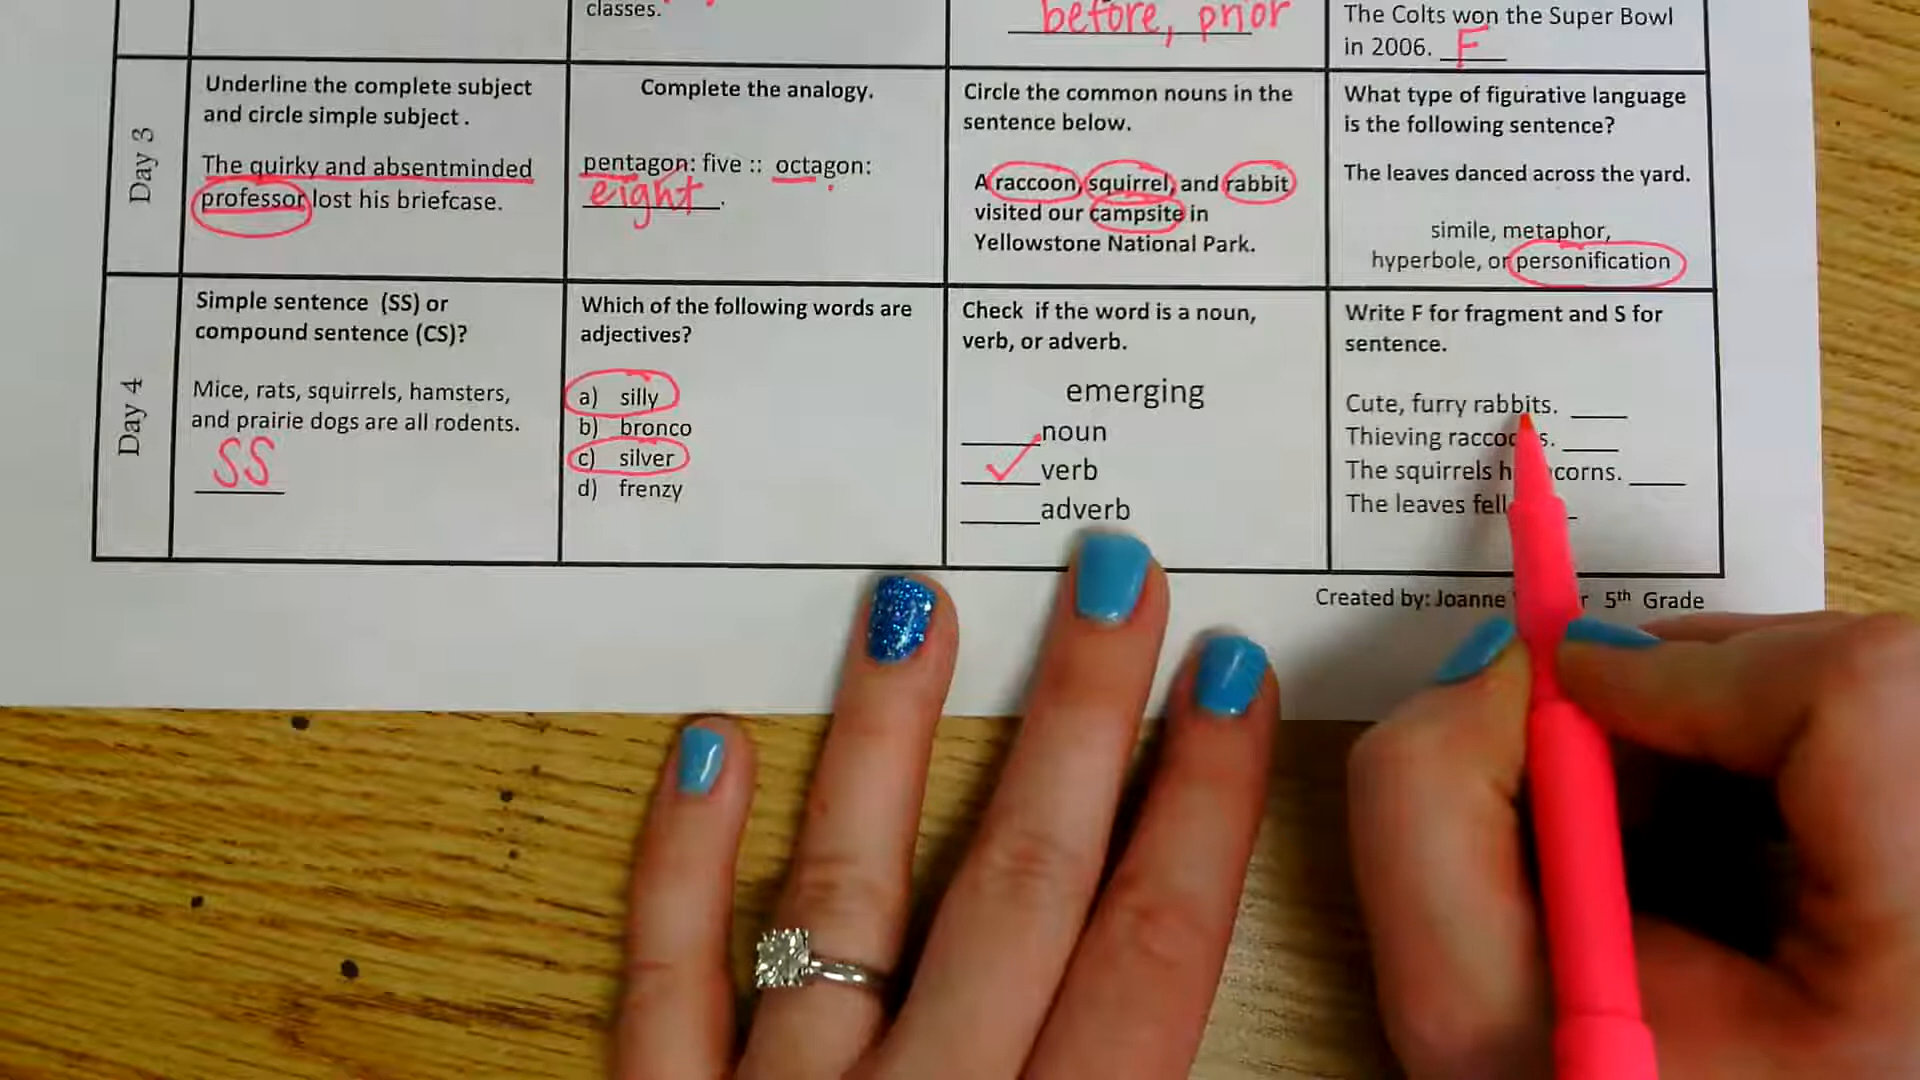 classes.
before, prior
The Colts won the Super Bowl
in 2006. F
Day 3
Underline the complete subject
and circle simple subject .
The quirky and absentminded
professor lost his briefcase.
Complete the analogy.
pentagon: five :: octagon:
eight.
Circle the common nouns in the
sentence below.
A raccoon, squirrel, and rabbit
visited our campsite in
Yellowstone National Park.
What type of figurative language
is the following sentence?
The leaves danced across the yard.
simile, metaphor,
hyperbole, or personification
Day 4
Simple sentence (SS) or
compound sentence (CS)?
Mice, rats, squirrels, hamsters,
and prairie dogs are all rodents.
SS
Which of the following words are
adjectives?
a) silly
b) bronco
c) silver
d) frenzy
Check if the word is a noun,
verb, or adverb.
emerging
noun
✓ verb
adverb
Write F for fragment and S for
sentence.
Cute, furry rabbits. ____
Thieving ____
The squirrels ____
The leaves fell
Created by: Joanne 5th Grade